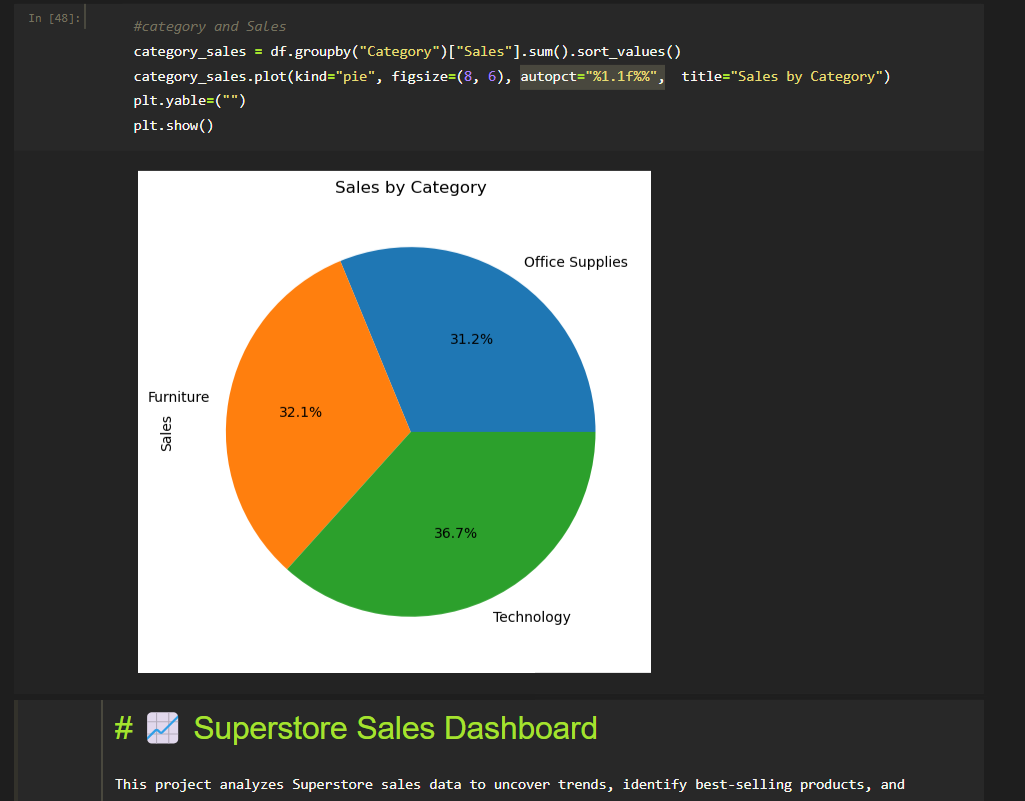 In [48]:
#category and Sales
category_sales = df.groupby("Category")["Sales"].sum().sort_values()
category_sales.plot(kind="pie", figsize=(8, 6), autopct="%1.1f%%",  title="Sales by Category")
plt.yable=("")
plt.show()
Sales by Category
Office Supplies
31.2%
Furniture
32.1%
Sales
36.7%
Technology
# 📈 Superstore Sales Dashboard
This project analyzes Superstore sales data to uncover trends, identify best-selling products, and